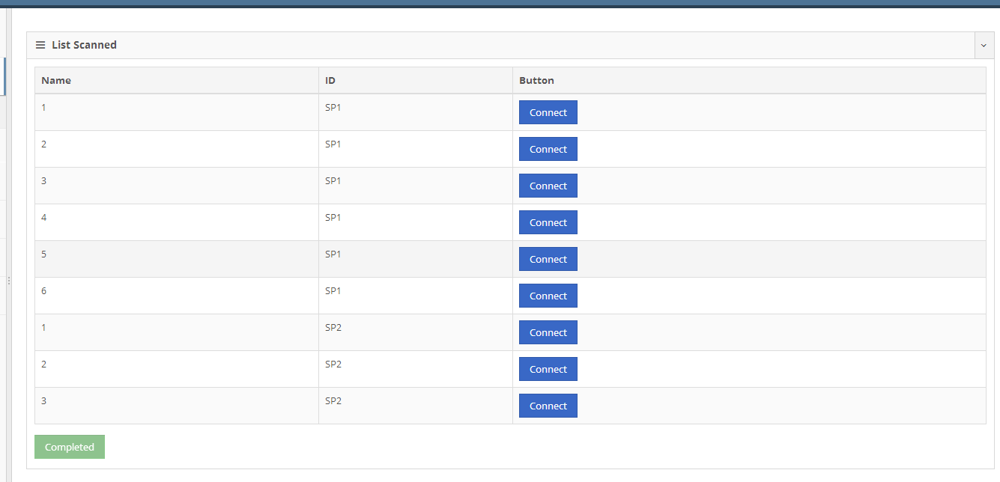 List Scanned
Name ID Button
1 SP1 Connect
2 SP1 Connect
3 SP1 Connect
4 SP1 Connect
5 SP1 Connect
6 SP1 Connect
1 SP2 Connect
2 SP2 Connect
3 SP2 Connect
Completed